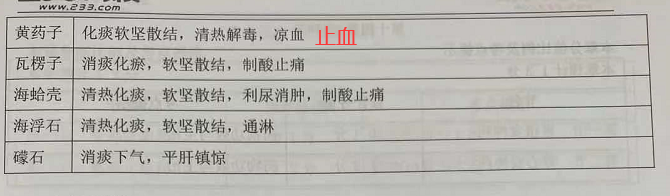 www.233.com
黄药子 化痰软坚散结，清热解毒，凉血 止血
瓦楞子 消痰化瘀，软坚散结，制酸止痛
海蛤壳 清热化痰，软坚散结，利尿消肿，制酸止痛
海浮石 清热化痰，软坚散结，通淋
礞石 消痰下气，平肝镇惊